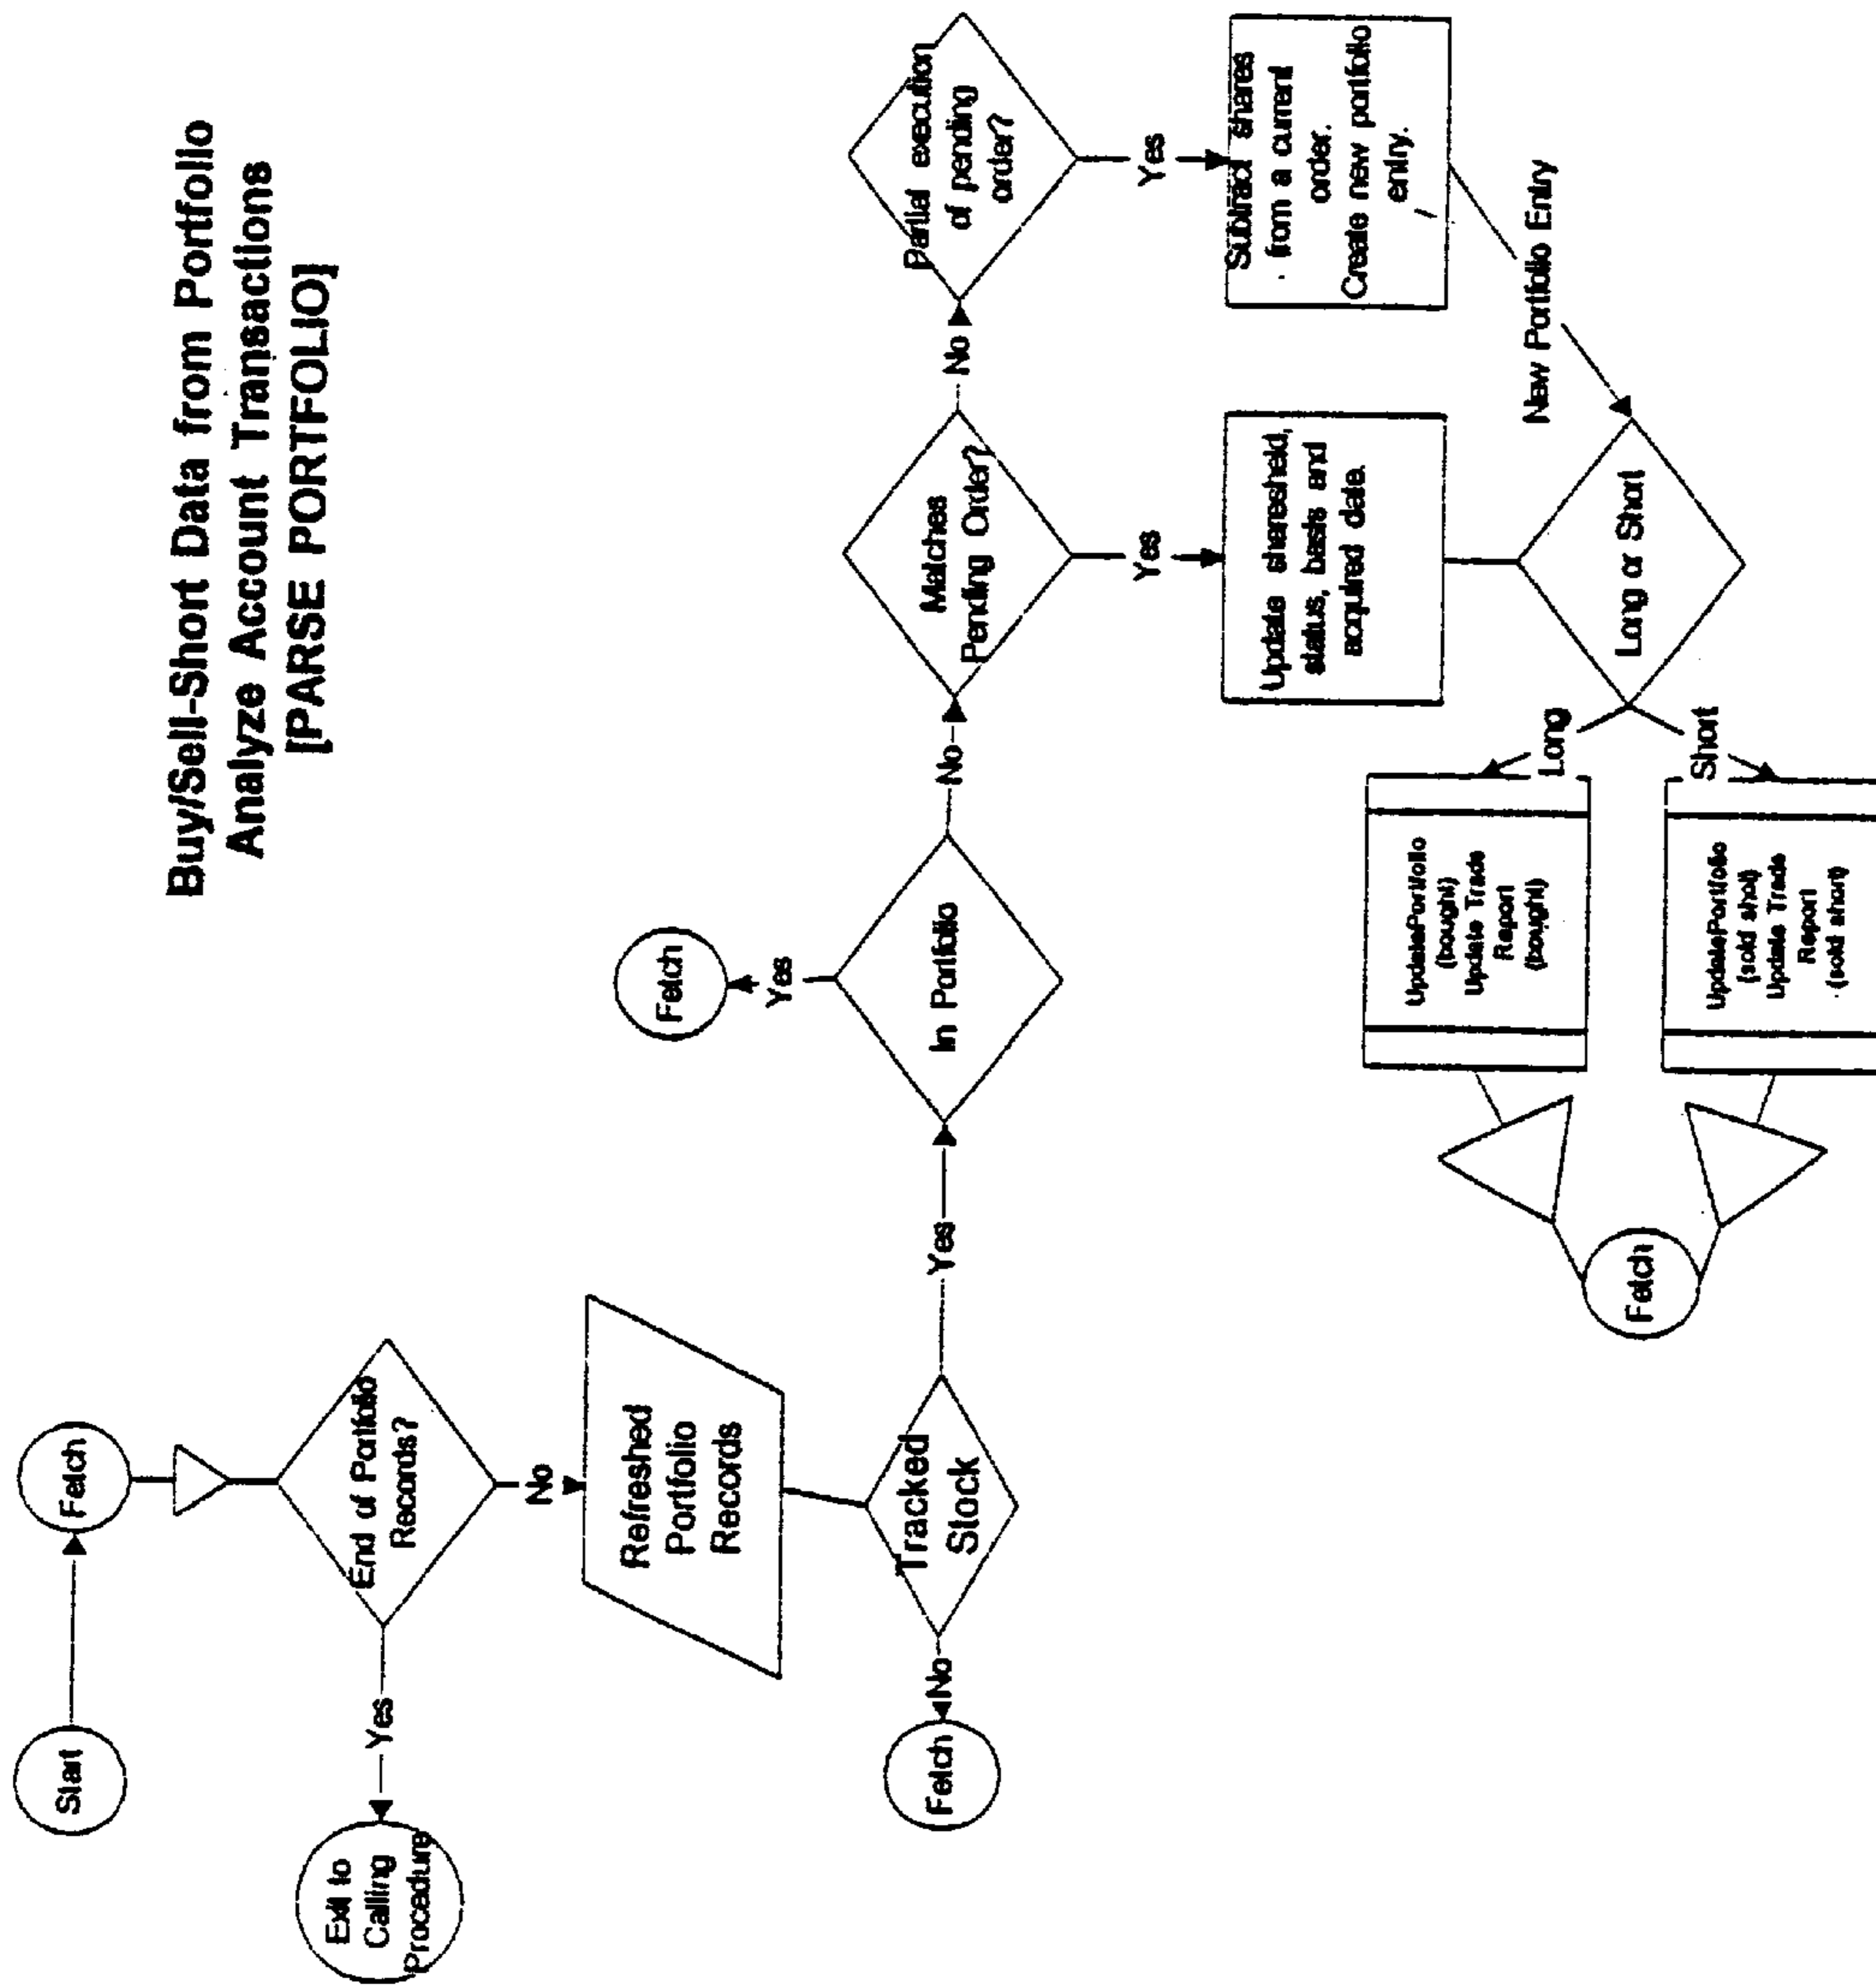 Buy/Sell-Short Data from Portfolio
Analyze Account Transactions
[PARSE PORTFOLIO]
Start
Fetch
End of Portfolio
Records?
Yes
Exit to
Calling
Procedure
No
Refreshed
Portfolio
Records
Tracked
Stock
No
Fetch
Yes
In Portfolio
Yes
Fetch
No
Matches
Pending Order?
No
Partial execution
of pending
order?
Yes
Subtract shares
from a current
order.
Create new portfolio
entry.
New Portfolio Entry
Yes
Update sharesheld,
status, basis and
acquired date.
Long or Short
Long
UpdatePortfolio
(bought)
Update Trade
Report
(bought)
Short
UpdatePortfolio
(sold shot)
Update Trade
Report
(sold short)
Fetch